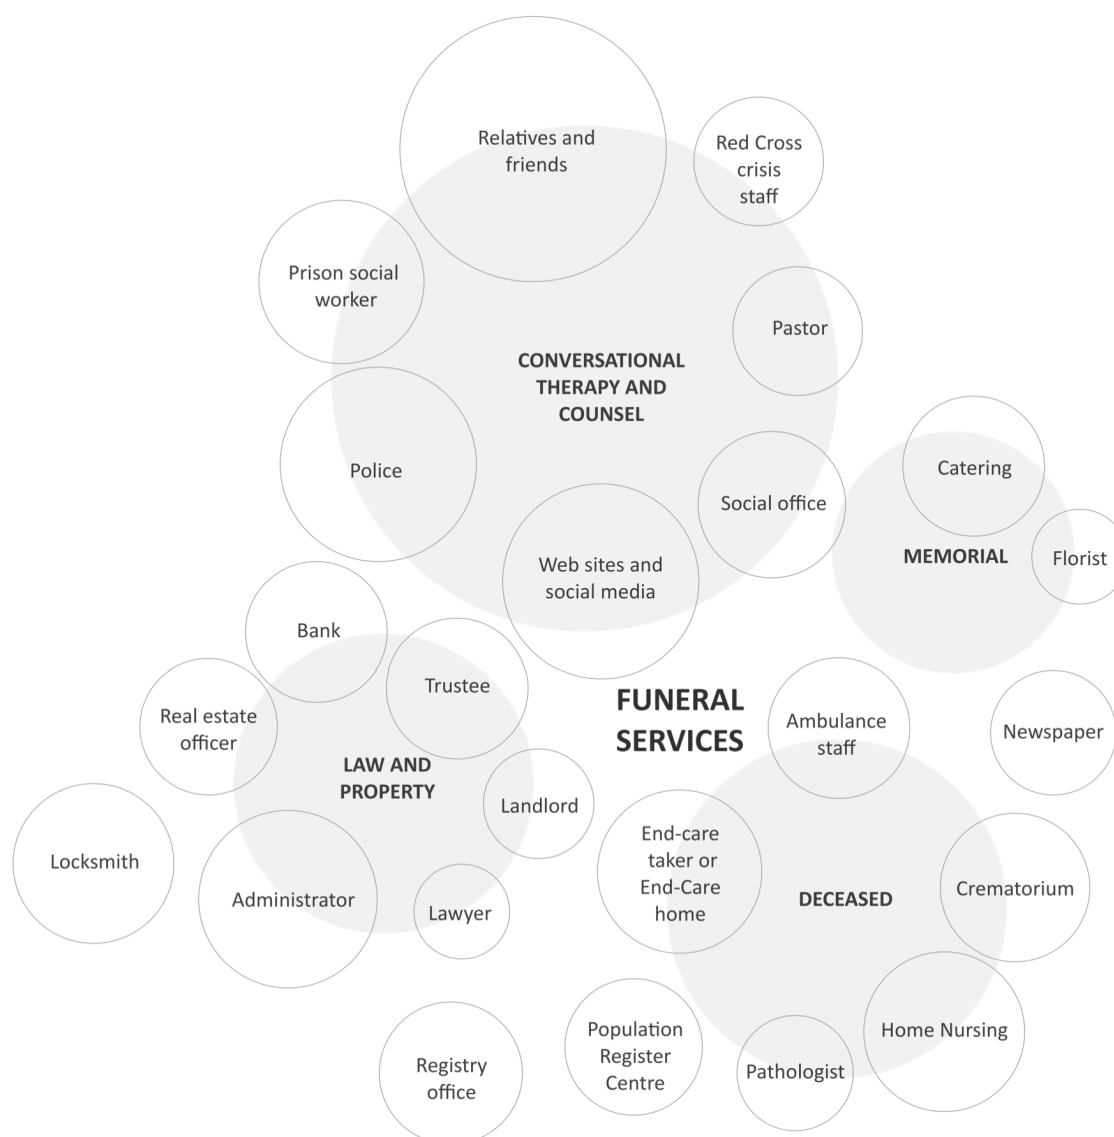 Relatives and
friends
Red Cross
crisis
staff
Prison social
worker
Pastor
CONVERSATIONAL
THERAPY AND
COUNSEL
Police
Social office
Catering
Web sites and
social media
MEMORIAL
Florist
Bank
Trustee
FUNERAL
SERVICES
Real estate
officer
Ambulance
staff
Newspaper
LAW AND
PROPERTY
Landlord
End-care
taker or
End-Care
home
Locksmith
Administrator
Lawyer
DECEASED
Crematorium
Home Nursing
Population
Register
Centre
Registry
office
Pathologist